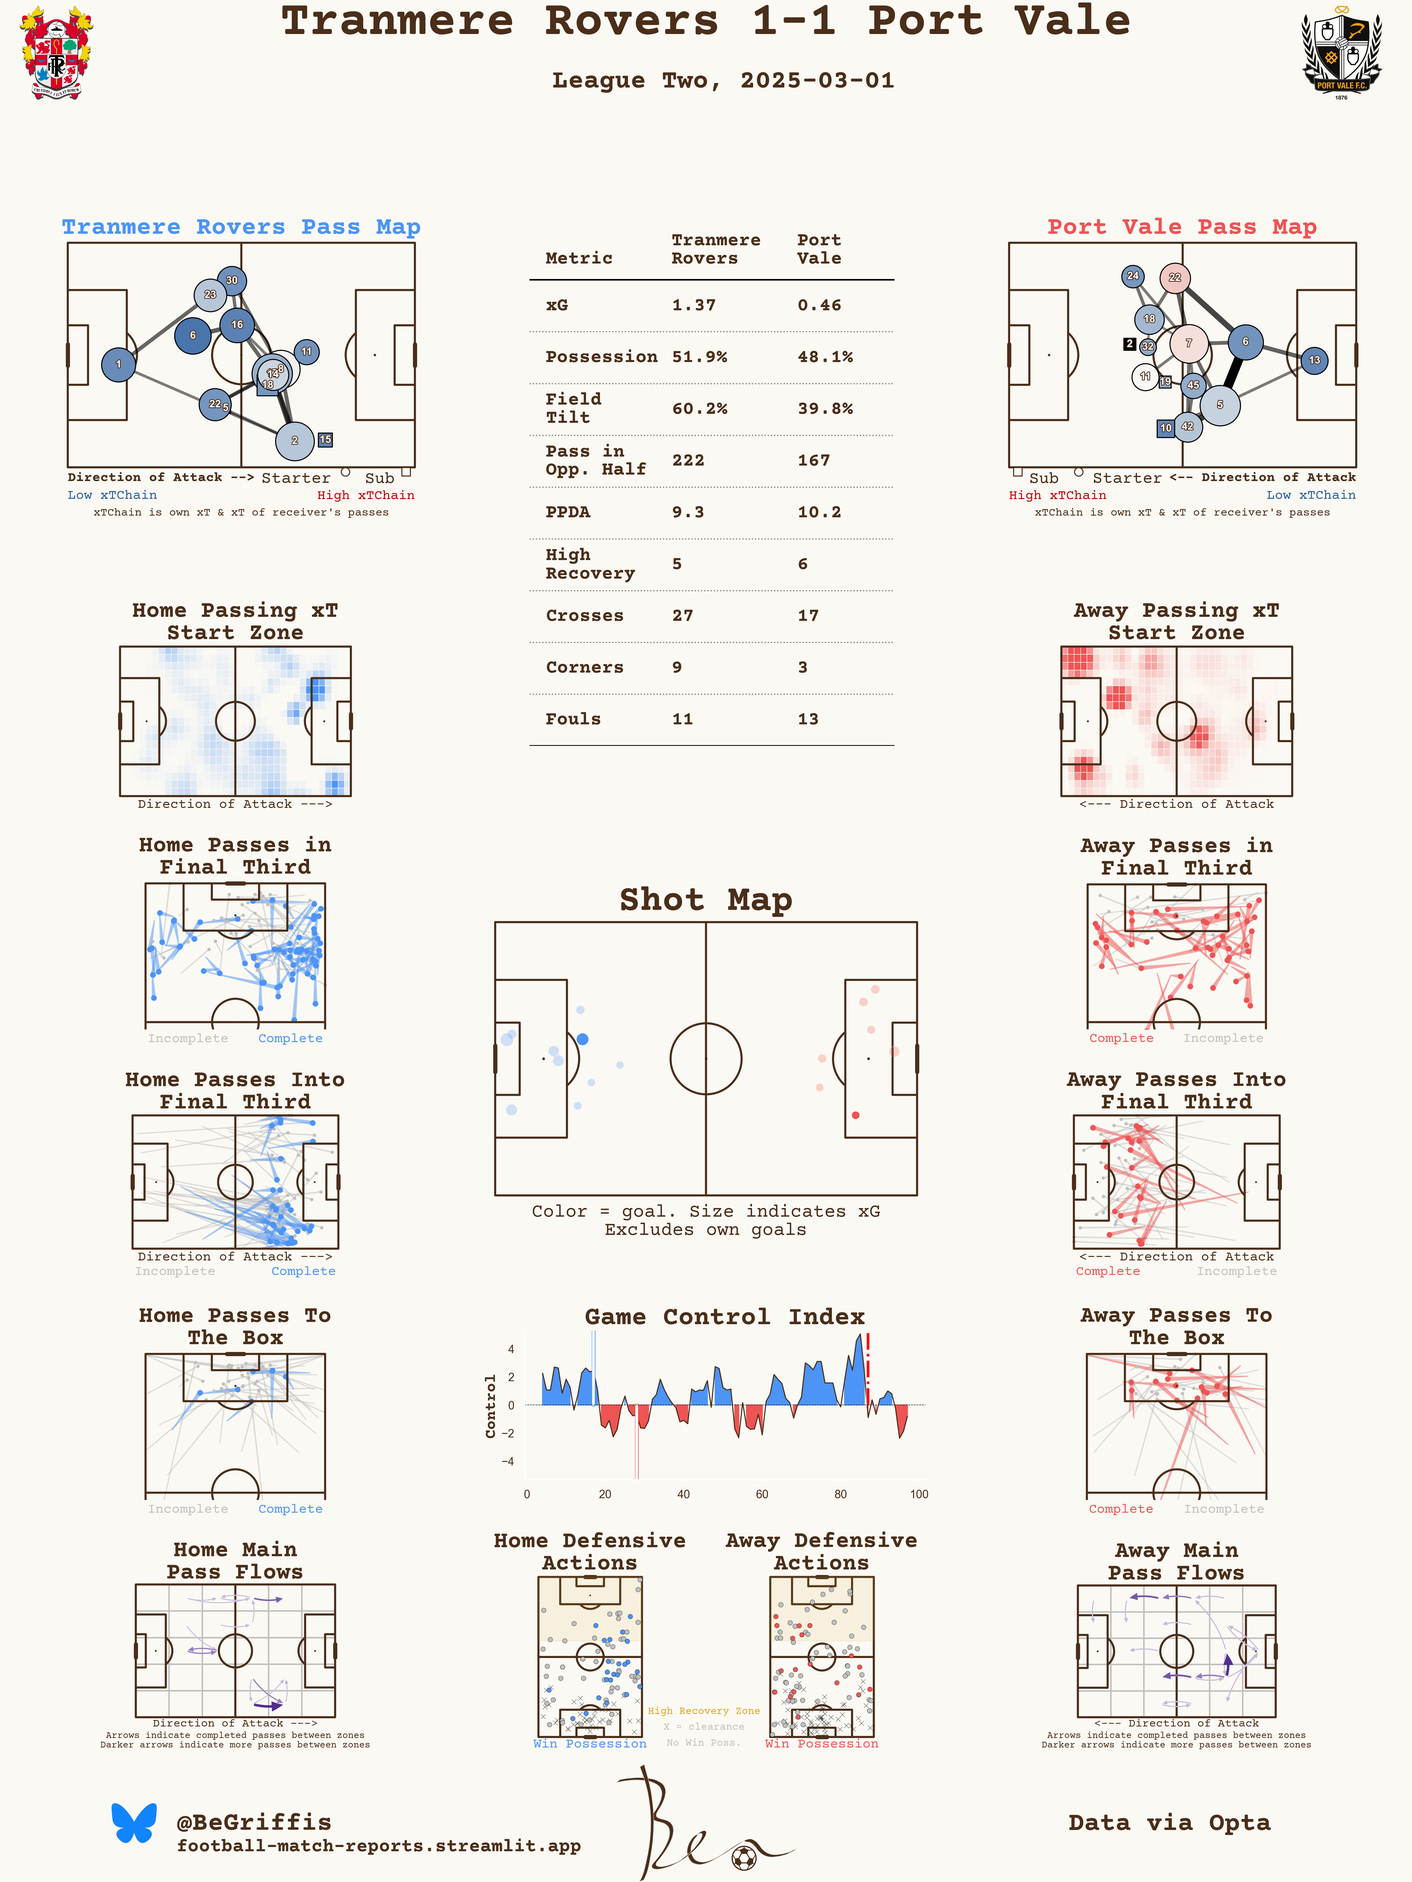 Tranmere Rovers 1-1 Port Vale
League Two, 2025-03-01
PORT VALE F.C.
1876
Tranmere Rovers Pass Map
30
23
16
6
11
1
8
14
18
22
5
2
15
Direction of Attack --> Starter Sub
Low xTChain High xTChain
xTChain is own xT & xT of receiver's passes
Metric Tranmere Rovers Port Vale
xG 1.37 0.46
Possession 51.9% 48.1%
Field Tilt 60.2% 39.8%
Pass in Opp. Half 222 167
PPDA 9.3 10.2
High Recovery 5 6
Crosses 27 17
Corners 9 3
Fouls 11 13
Port Vale Pass Map
24
22
18
2
32
7
6
13
11
19
45
5
10
42
Sub Starter <-- Direction of Attack
High xTChain Low xTChain
xTChain is own xT & xT of receiver's passes
Home Passing xT
Start Zone
Direction of Attack --->
Away Passing xT
Start Zone
<--- Direction of Attack
Home Passes in
Final Third
Incomplete Complete
Away Passes in
Final Third
Complete Incomplete
Shot Map
Color = goal. Size indicates xG
Excludes own goals
Home Passes Into
Final Third
Direction of Attack --->
Incomplete Complete
Away Passes Into
Final Third
<--- Direction of Attack
Complete Incomplete
Home Passes To
The Box
Incomplete Complete
Game Control Index
Control
4
2
0
−2
−4
0 20 40 60 80 100
Away Passes To
The Box
Complete Incomplete
Home Main
Pass Flows
Direction of Attack --->
Arrows indicate completed passes between zones
Darker arrows indicate more passes between zones
Home Defensive
Actions
Win Possession
High Recovery Zone
X = clearance
No Win Poss.
Away Defensive
Actions
Win Possession
Away Main
Pass Flows
<--- Direction of Attack
Arrows indicate completed passes between zones
Darker arrows indicate more passes between zones
@BeGriffis
football-match-reports.streamlit.app
Ben
Data via Opta